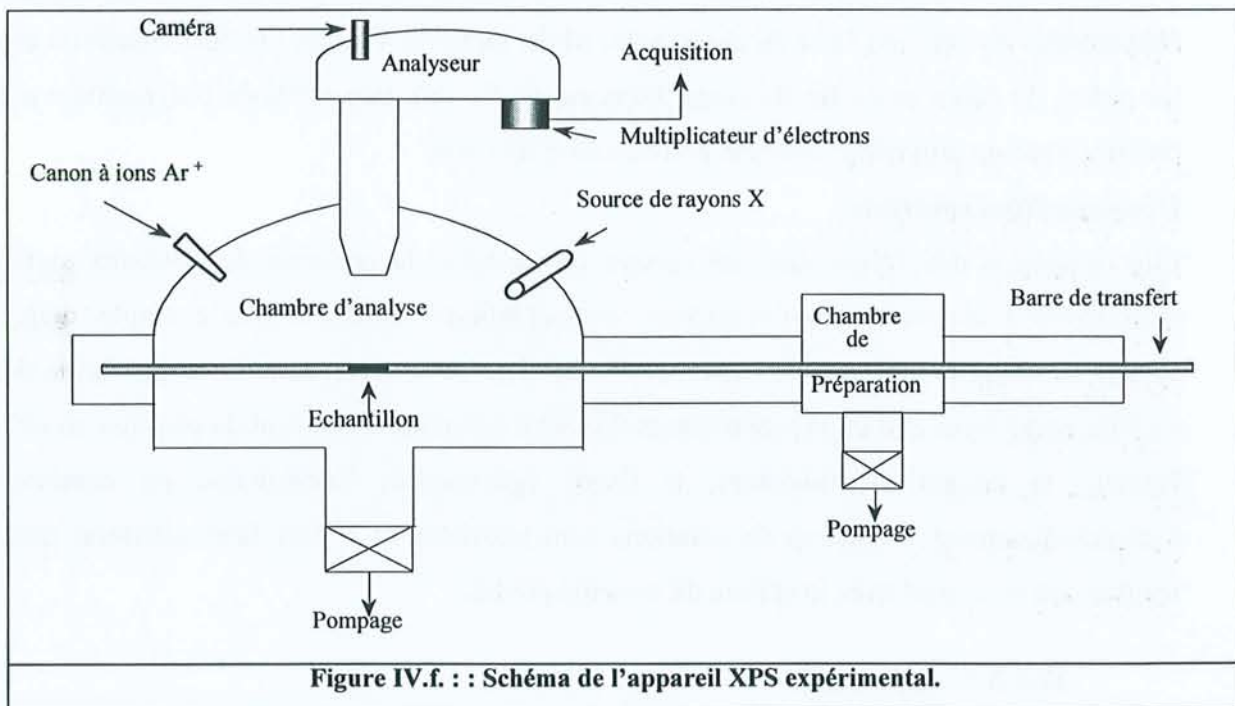 Caméra
Analyseur
Acquisition
Multiplicateur d'électrons
Canon à ions Ar⁺
Source de rayons X
Chambre d'analyse
Chambre
de
Préparation
Barre de transfert
Echantillon
Pompage
Pompage
Figure IV.f. : : Schéma de l'appareil XPS expérimental.